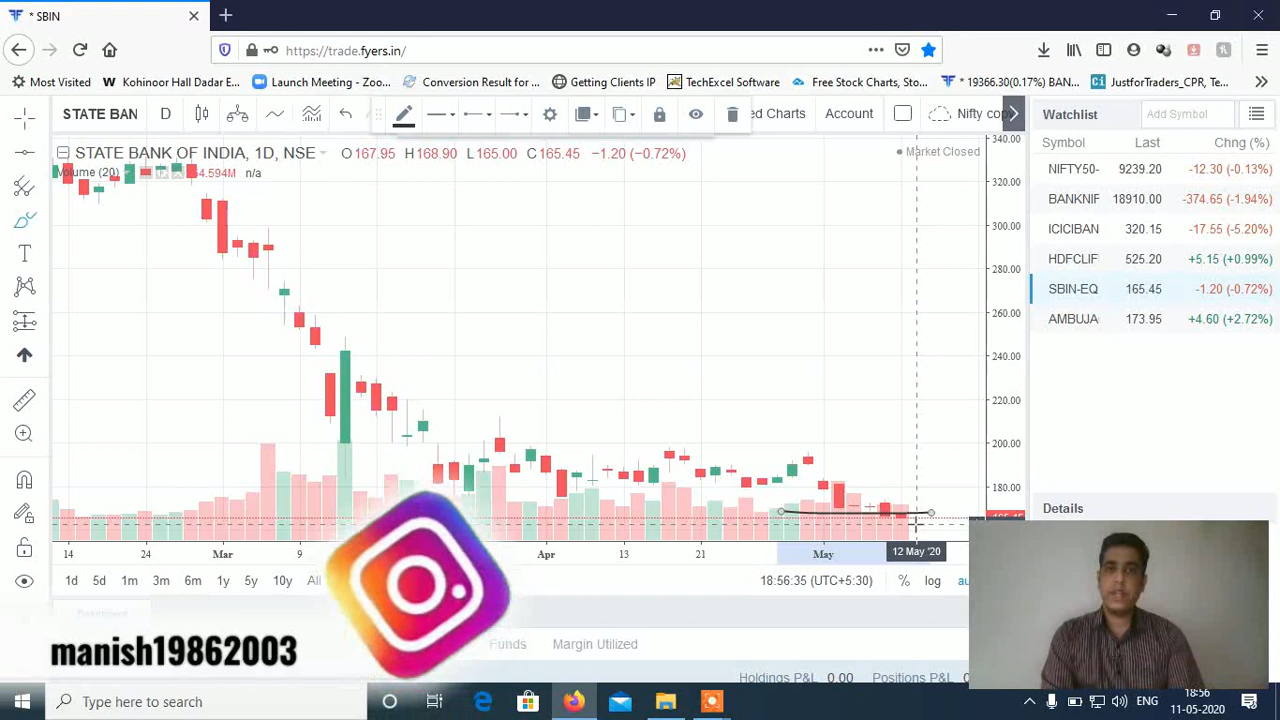 * SBIN
https://trade.fyers.in/
Most Visited
Kohinoor Hall Dadar E...
Launch Meeting - Zoo...
Conversion Result for ...
Getting Clients IP
TechExcel Software
Free Stock Charts, Sto...
* 19366.30(0.17%) BAN...
JustforTraders_CPR, Te...
STATE BAN
D
ed Charts
Account
Nifty cop
Watchlist
Add Symbol
STATE BANK OF INDIA, 1D, NSE
O167.95 H168.90 L165.00 C165.45 −1.20 (−0.72%)
Market Closed
Volume (20)
n/a
Symbol Last Chng (%)
NIFTY50- 9239.20 -12.30 (-0.13%)
BANKNIF 18910.00 -374.65 (-1.94%)
ICICIBAN 320.15 -17.55 (-5.20%)
HDFCLIF 525.20 +5.15 (+0.99%)
SBIN-EQ 165.45 -1.20 (-0.72%)
AMBUJA 173.95 +4.60 (+2.72%)
340.00
320.00
300.00
280.00
260.00
240.00
220.00
200.00
180.00
Details
14 24 Mar 9 Apr 13 21 May 12 May '20
1d 5d 1m 3m 6m 1y 5y 10y All
18:56:35 (UTC+5:30) % log
Funds Margin Utilized
manish19862003
Holdings P&L 0.00 Positions P&L
Type here to search
18:56
11-05-2020